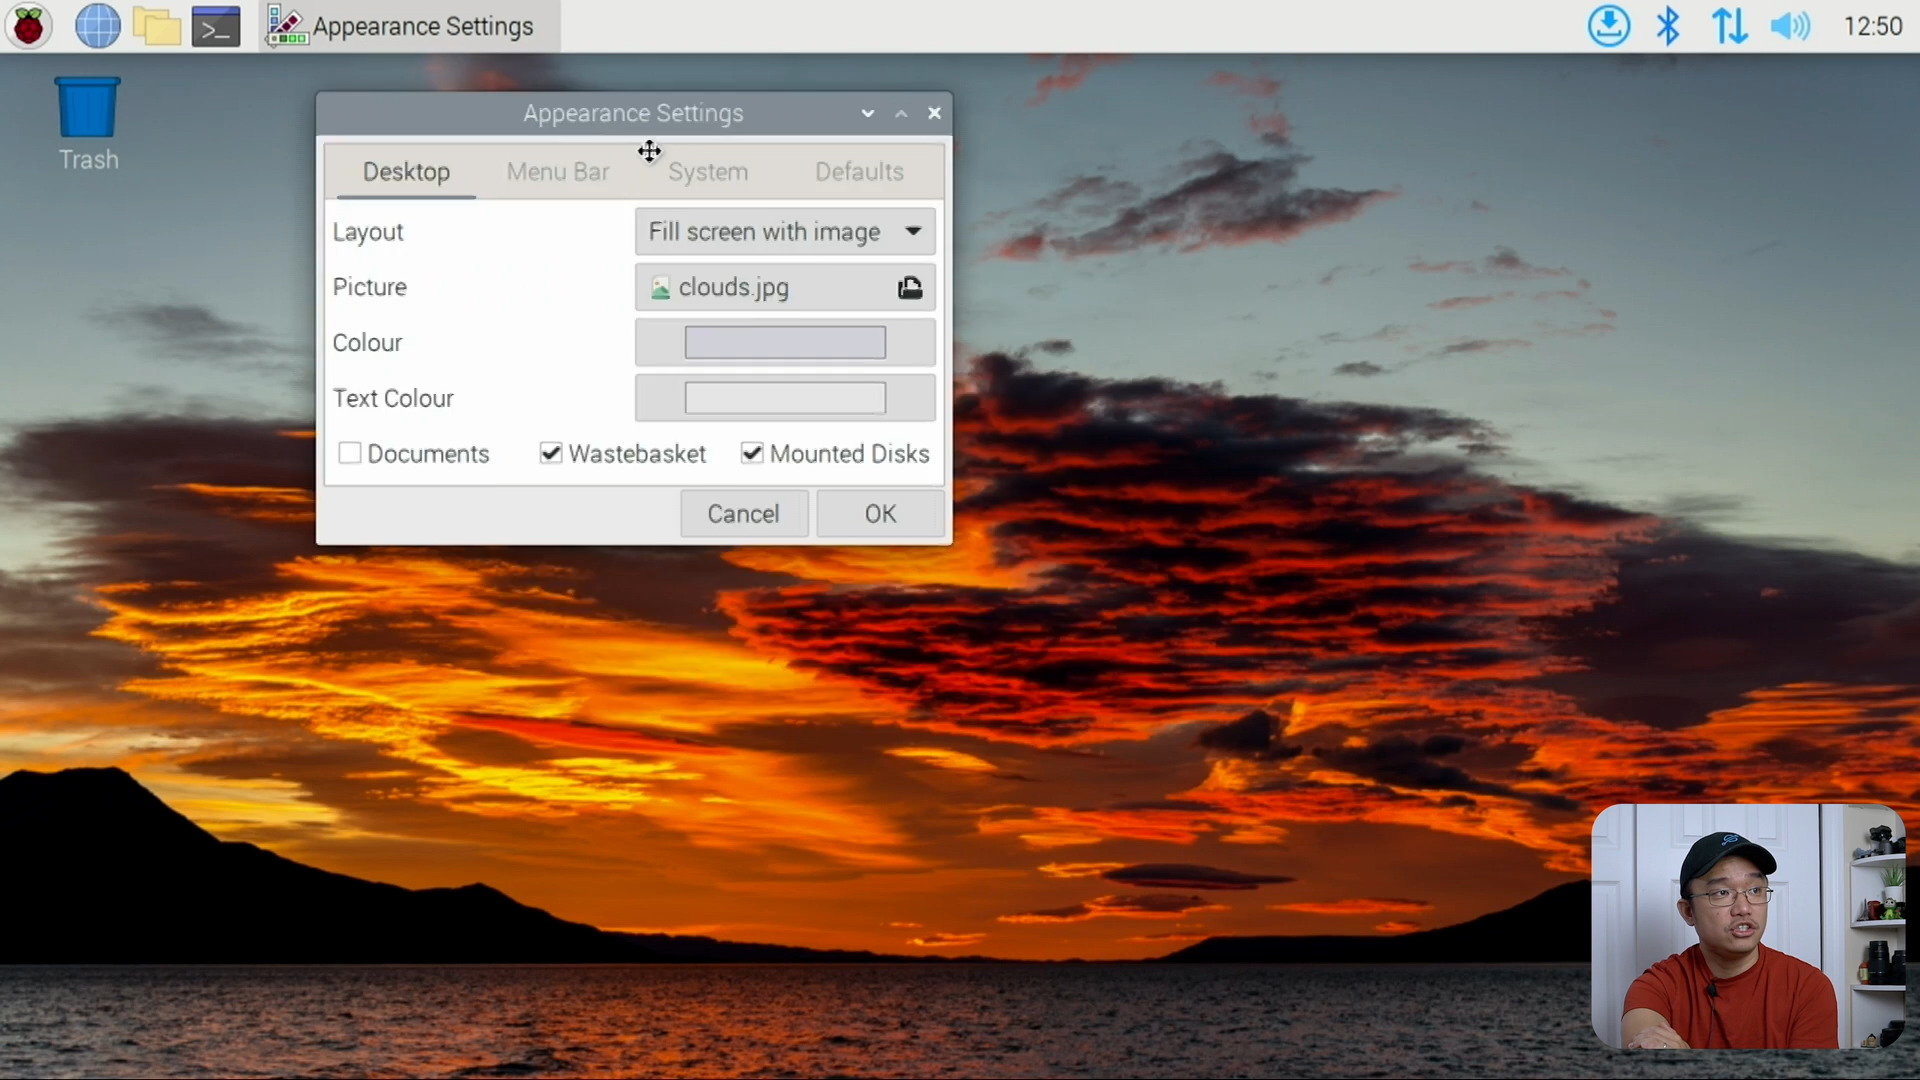 Appearance Settings
12:50
Trash
Appearance Settings
Desktop
Menu Bar
System
Defaults
Layout
Fill screen with image
Picture
clouds.jpg
Colour
Text Colour
Documents
Wastebasket
Mounted Disks
Cancel
OK